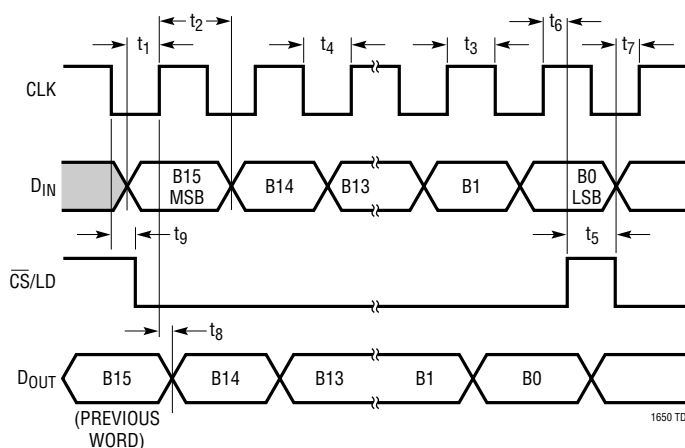 t1
t2
t6
t4
t3
t7
CLK
DIN
B15
MSB
B14
B13
B1
B0
LSB
t9
t5
CS/LD
t8
DOUT
B15
B14
B13
B1
B0
(PREVIOUS
WORD)
1650 TD